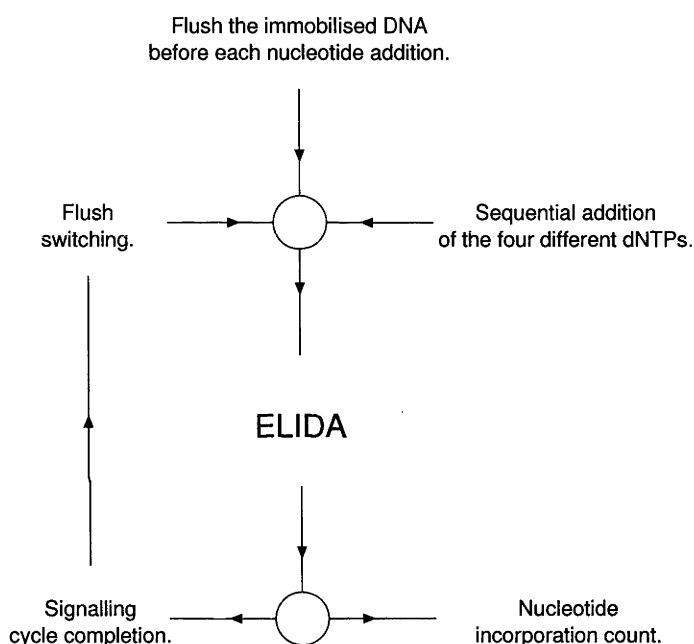 Flush the immobilised DNA
before each nucleotide addition.
Flush
switching.
Sequential addition
of the four different dNTPs.
ELIDA
Signalling
cycle completion.
Nucleotide
incorporation count.